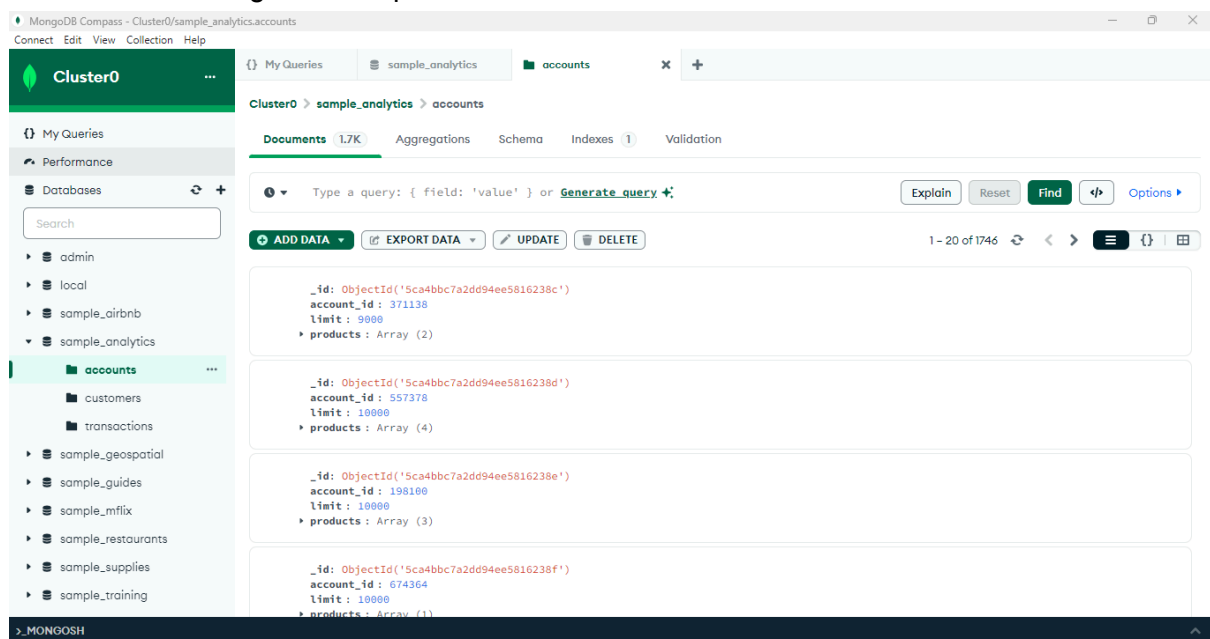 MongoDB Compass - Cluster0/sample_analytics.accounts
Connect Edit View Collection Help
Cluster0 ...
{} My Queries
Performance
Databases
Search
admin
local
sample_airbnb
sample_analytics
accounts ...
customers
transactions
sample_geospatial
sample_guides
sample_mflix
sample_restaurants
sample_supplies
sample_training
{} My Queries sample_analytics accounts
Cluster0 > sample_analytics > accounts
Documents 1.7K Aggregations Schema Indexes 1 Validation
Type a query: { field: 'value' } or Generate query
Explain Reset Find </> Options
ADD DATA EXPORT DATA UPDATE DELETE
1 – 20 of 1746 {}
_id: ObjectId('5ca4bbc7a2dd94ee5816238c')
account_id : 371138
limit : 9000
products : Array (2)
_id: ObjectId('5ca4bbc7a2dd94ee5816238d')
account_id : 557378
limit : 10000
products : Array (4)
_id: ObjectId('5ca4bbc7a2dd94ee5816238e')
account_id : 198100
limit : 10000
products : Array (3)
_id: ObjectId('5ca4bbc7a2dd94ee5816238f')
account_id : 674364
limit : 10000
products : Array (1)
>_MONGOSH